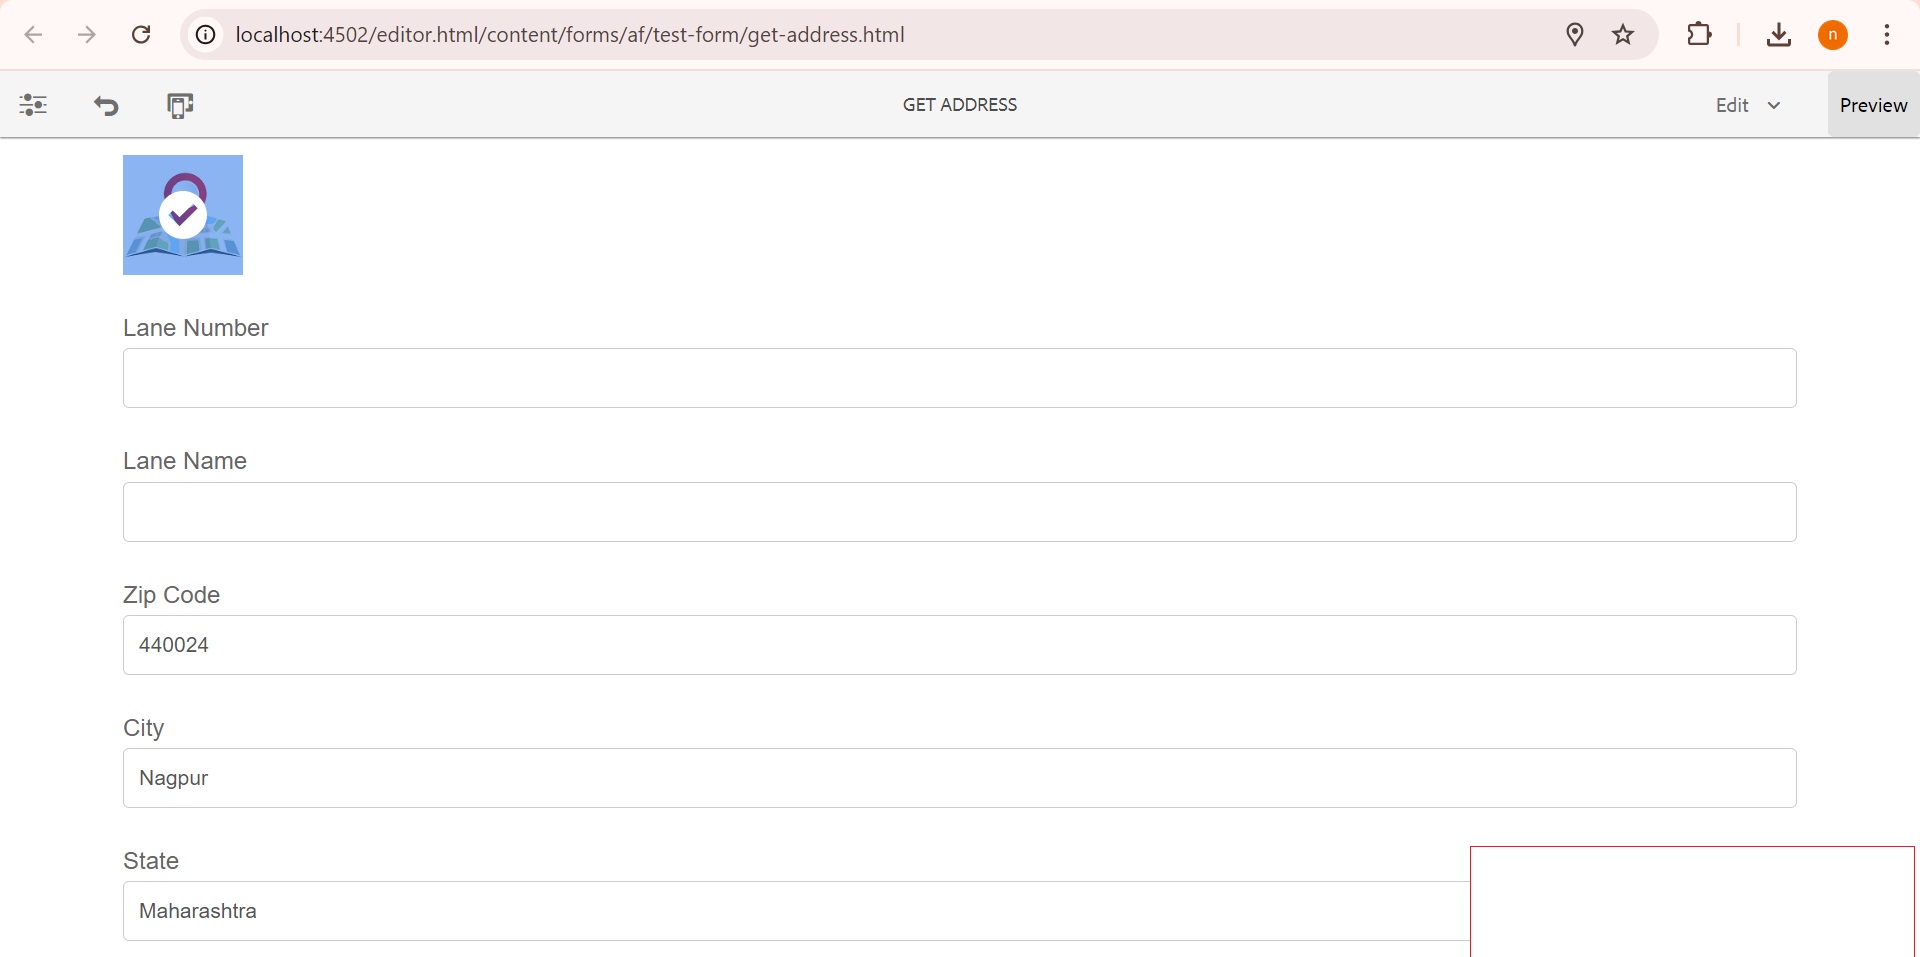 localhost:4502/editor.html/content/forms/af/test-form/get-address.html
n
GET ADDRESS
Edit
Preview
Lane Number
Lane Name
Zip Code
440024
City
Nagpur
State
Maharashtra